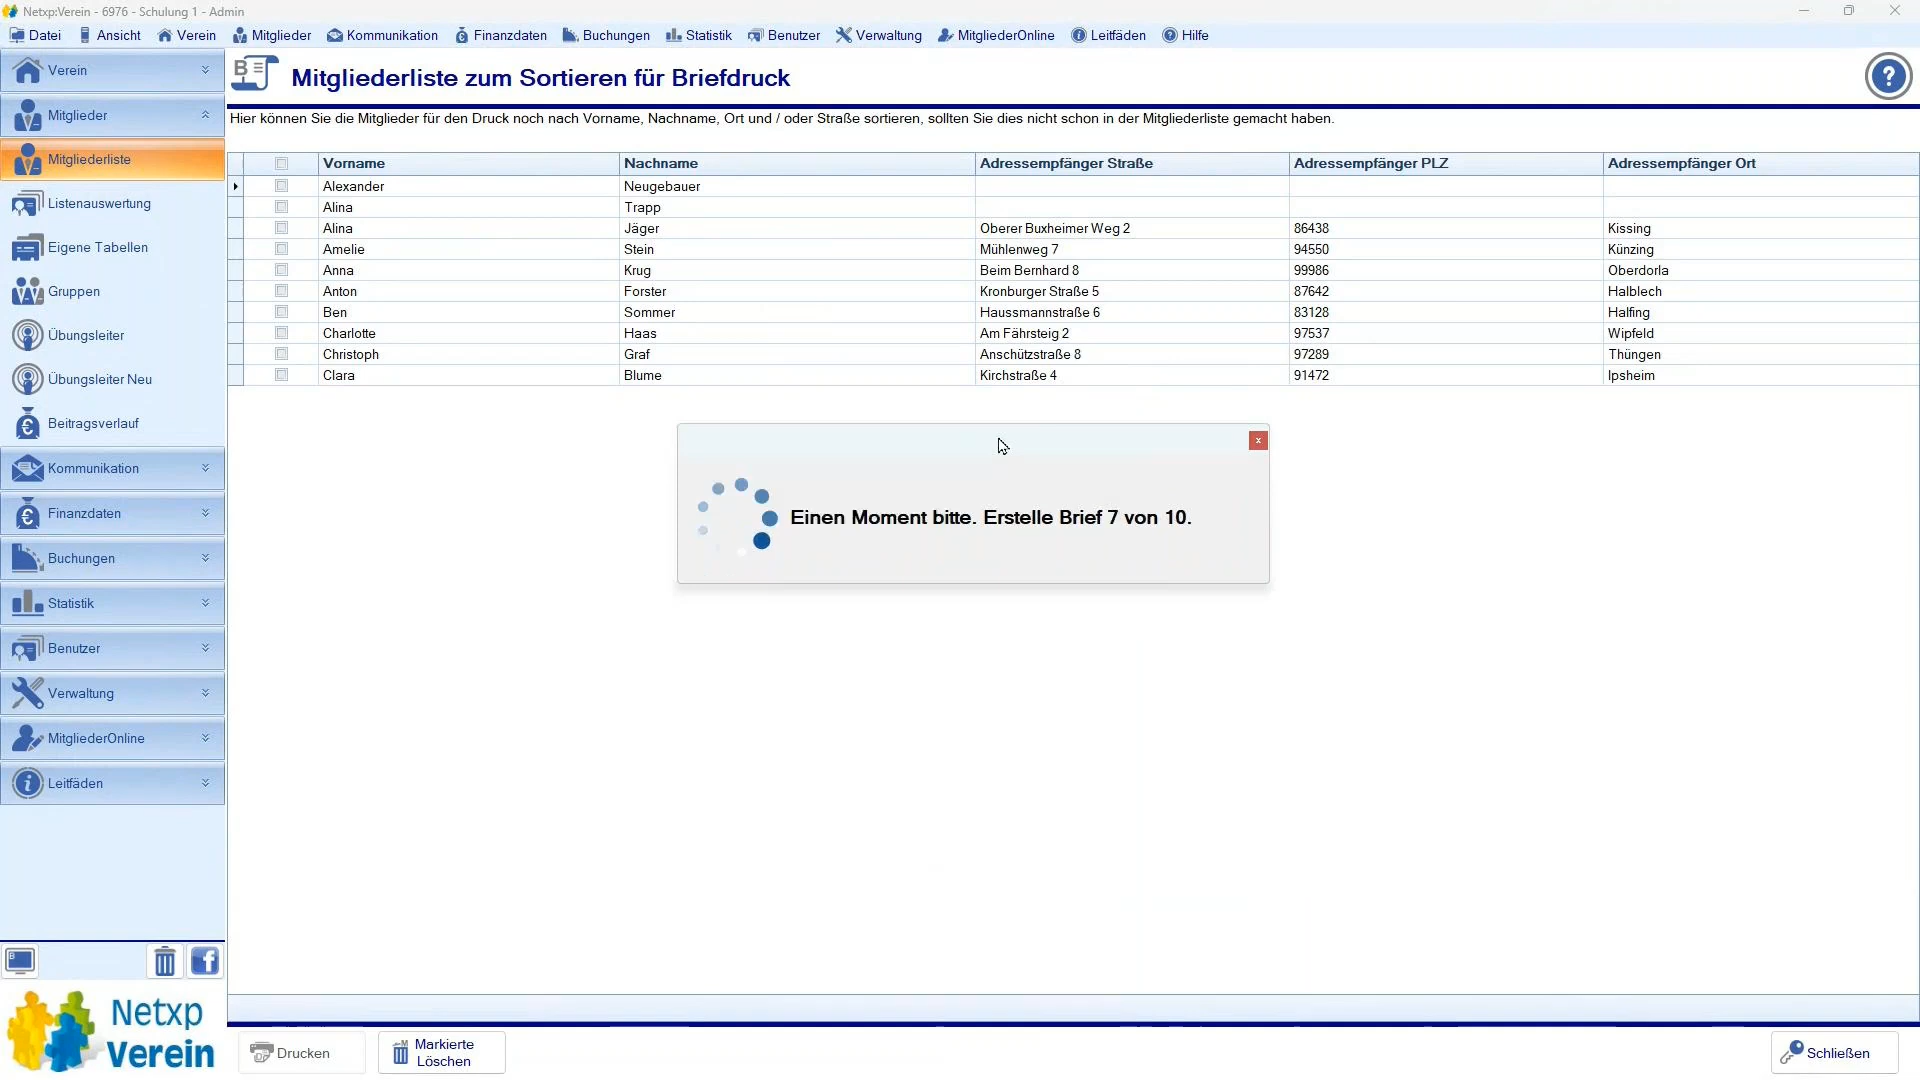 Netxp:Verein - 6976 - Schulung 1 - Admin
Datei Ansicht Verein Mitglieder Kommunikation Finanzdaten Buchungen Statistik Benutzer Verwaltung MitgliederOnline Leitfäden Hilfe
Verein
Mitglieder
Mitgliederliste
Listenauswertung
Eigene Tabellen
Gruppen
Übungsleiter
Übungsleiter Neu
Beitragsverlauf
Kommunikation
Finanzdaten
Buchungen
Statistik
Benutzer
Verwaltung
MitgliederOnline
Leitfäden
Netxp
Verein
Mitgliederliste zum Sortieren für Briefdruck
Hier können Sie die Mitglieder für den Druck noch nach Vorname, Nachname, Ort und / oder Straße sortieren, sollten Sie dies nicht schon in der Mitgliederliste gemacht haben.
Vorname Nachname Adressempfänger Straße Adressempfänger PLZ Adressempfänger Ort
Alexander Neugebauer
Alina Trapp
Alina Jäger Oberer Buxheimer Weg 2 86438 Kissing
Amelie Stein Mühlenweg 7 94550 Künzing
Anna Krug Beim Bernhard 8 99986 Oberdorla
Anton Forster Kronburger Straße 5 87642 Halblech
Ben Sommer Haussmannstraße 6 83128 Halfing
Charlotte Haas Am Fährsteig 2 97537 Wipfeld
Christoph Graf Anschützstraße 8 97289 Thüngen
Clara Blume Kirchstraße 4 91472 Ipsheim
Einen Moment bitte. Erstelle Brief 7 von 10.
Drucken
Markierte
Löschen
Schließen